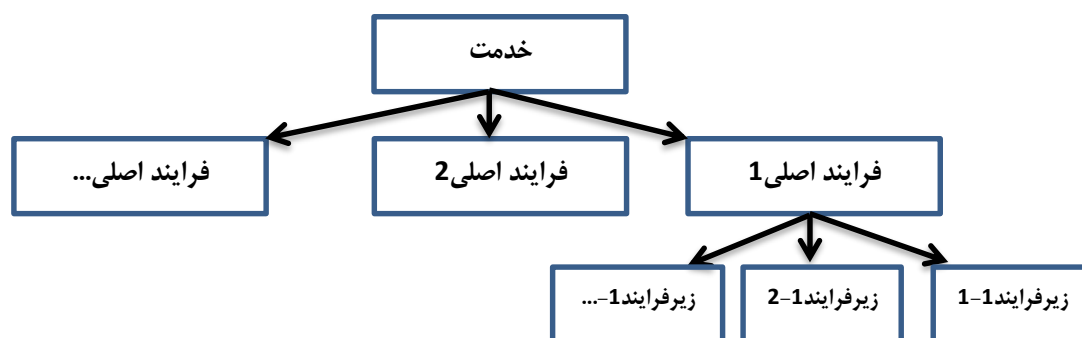 خدمت
فرایند اصلی1
فرایند اصلی2
فرایند اصلی...
زیرفرایند1-1
زیرفرایند1-2
زیرفرایند1-...